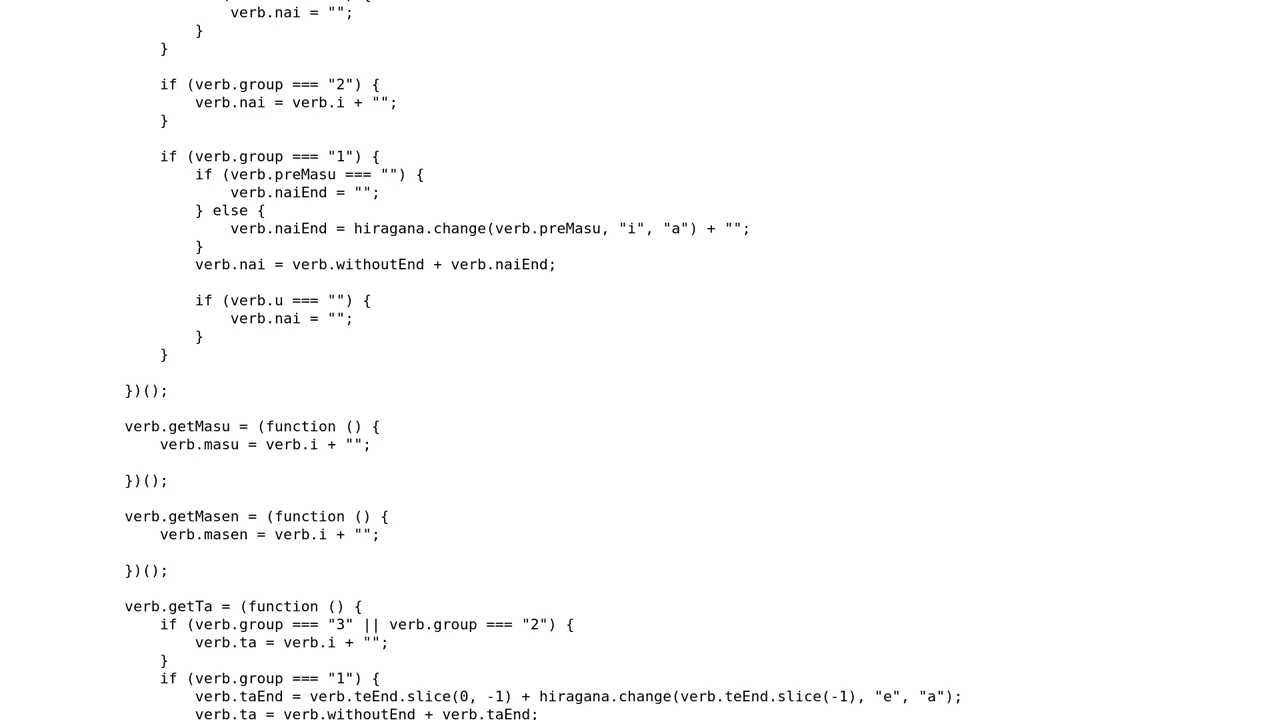 verb.nai = "";
}
}
if (verb.group === "2") {
verb.nai = verb.i + "";
}
if (verb.group === "1") {
if (verb.preMasu === "") {
verb.naiEnd = "";
} else {
verb.naiEnd = hiragana.change(verb.preMasu, "i", "a") + "";
}
verb.nai = verb.withoutEnd + verb.naiEnd;
if (verb.u === "") {
verb.nai = "";
}
}
})();
verb.getMasu = (function () {
verb.masu = verb.i + "";
})();
verb.getMasen = (function () {
verb.masen = verb.i + "";
})();
verb.getTa = (function () {
if (verb.group === "3" || verb.group === "2") {
verb.ta = verb.i + "";
}
if (verb.group === "1") {
verb.taEnd = verb.teEnd.slice(0, -1) + hiragana.change(verb.teEnd.slice(-1), "e", "a");
verb.ta = verb.withoutEnd + verb.taEnd;